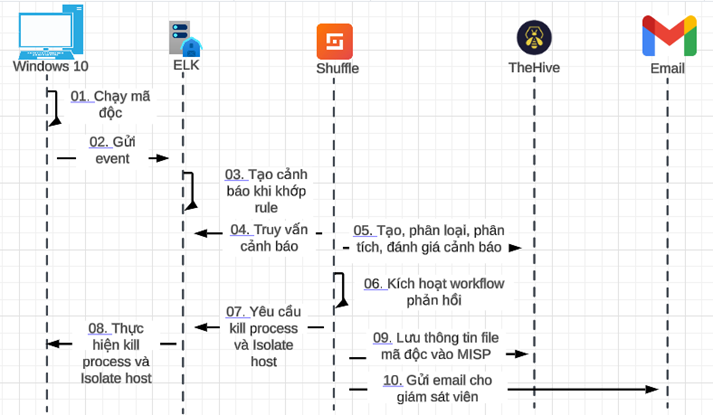 Windows 10
ELK
Shuffle
TheHive
Email
01. Chạy mã
độc
02. Gửi
event
03. Tạo cảnh
báo khi khớp
rule
04. Truy vấn
cảnh báo
05. Tạo, phân loại, phân
tích, đánh giá cảnh báo
06. Kích hoạt workflow
phản hồi
07. Yêu cầu
kill process
và Isolate
host
08. Thực
hiện kill
process và
Isolate host
09. Lưu thông tin file
mã độc vào MISP
10. Gửi email cho
giám sát viên